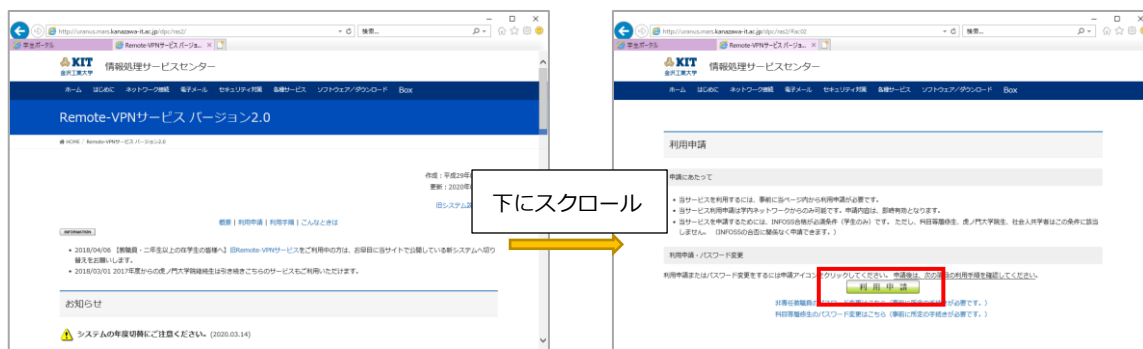 http://uranus.mars.kanazawa-it.ac.jp/dpc/ras2/
検索...
学生ポータル
Remote-VPNサービス バージョ...
KIT
金沢工業大学
情報処理サービスセンター
ホーム はじめに ネットワーク接続 電子メール セキュリティ対策 各種サービス ソフトウェア/ダウンロード Box
Remote-VPNサービス バージョン2.0
HOME / Remote-VPNサービス バージョン2.0
作成:平成29年
更新:2020年
旧システム
概要 | 利用申請 | 利用手順 | こんなときは
INFORMATION
• 2018/04/06 【教職員・二年生以上の在学生の皆様へ】旧Remote-VPNサービスをご利用中の方は、お早目に当サイトで公開している新システムへ切り
替えをお願いします。
• 2018/03/01 2017年度からの虎ノ門大学院継続生は引き続きこちらのサービスもご利用いただけます。
お知らせ
システムの年度切替にご注意ください。(2020.03.14)
下にスクロール
http://uranus.mars.kanazawa-it.ac.jp/dpc/ras2/#sec02
検索...
学生ポータル
Remote-VPNサービス バージョ...
KIT
金沢工業大学
情報処理サービスセンター
ホーム はじめに ネットワーク接続 電子メール セキュリティ対策 各種サービス ソフトウェア/ダウンロード Box
利用申請
申請にあたって
• 当サービスを利用するには、事前に当ページ内から利用申請が必要です。
• 当サービス利用申請は学内ネットワークからのみ可能です。申請内容は、即時有効となります。
• 当サービスを申請するためには、INFOSS合格が必須条件(学生のみ)です。ただし、科目等履修生、虎ノ門大学院生、社会人共学者はこの条件に該当
しません。(INFOSSの合否に関係なく申請できます。)
利用申請・パスワード変更
利用申請またはパスワード変更をするには申請アイコンをクリックしてください。申請後は、次の事項の利用手順を確認してください。
利用申請
非専任教職員のパスワード変更はこちら(事前に所定の手続きが必要です。)
科目等履修生のパスワード変更はこちら(事前に所定の手続きが必要です。)